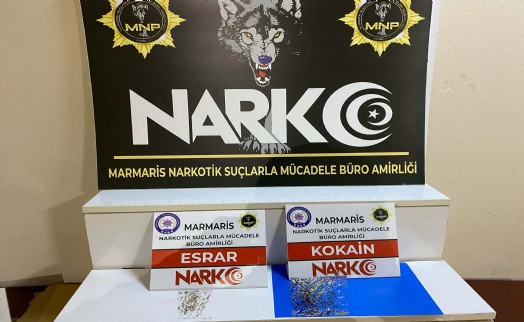 MNP
MNP
NARKO
MARMARİS NARKOTİK SUÇLARLA MÜCADELE BÜRO AMİRLİĞİ
MARMARİS
NARKOTİK SUÇLARLA MÜCADELE
BÜRO AMİRLİĞİ
ESRAR
NARKO
MARMARİS
NARKOTİK SUÇLARLA MÜCADELE
BÜRO AMİRLİĞİ
KOKAİN
NARKO